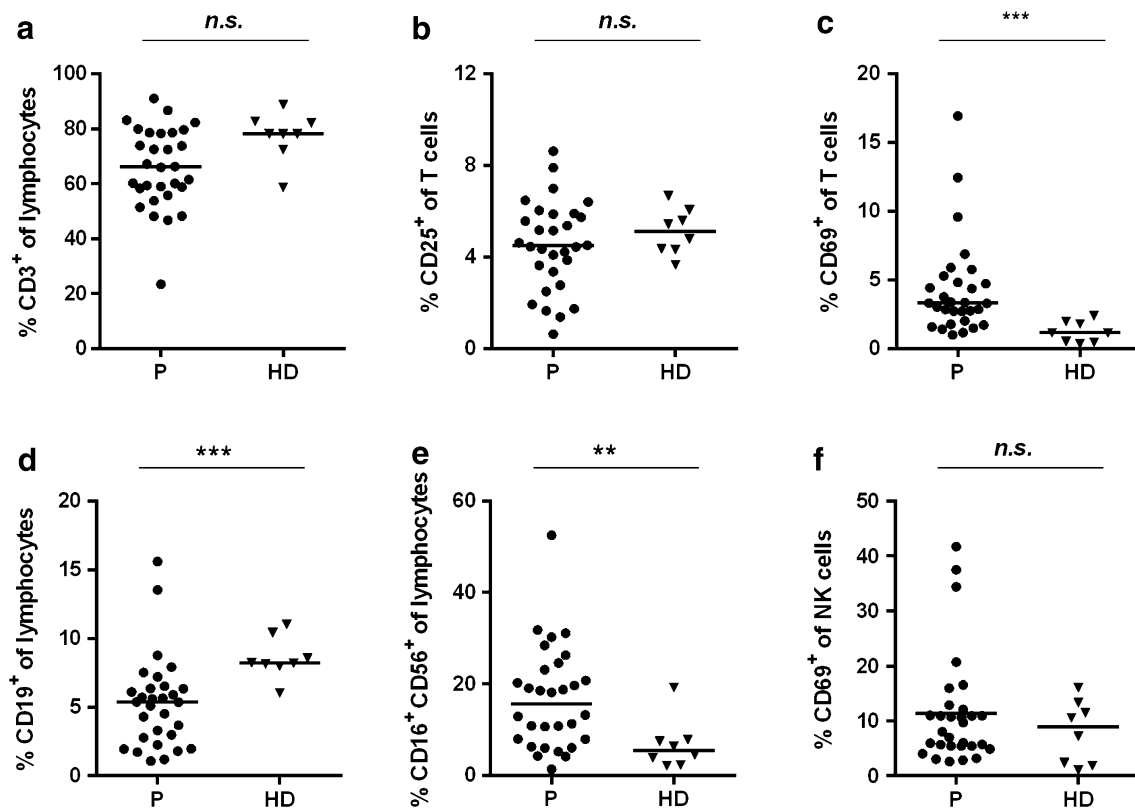 a
n.s.
% CD3+ of lymphocytes
100
80
60
40
20
0
P HD
b
n.s.
% CD25+ of T cells
12
8
4
0
P HD
c
***
% CD69+ of T cells
20
15
10
5
0
P HD
d
***
% CD19+ of lymphocytes
20
15
10
5
0
P HD
e
**
% CD16+ CD56+ of lymphocytes
60
40
20
0
P HD
f
n.s.
% CD69+ of NK cells
50
40
30
20
10
0
P HD